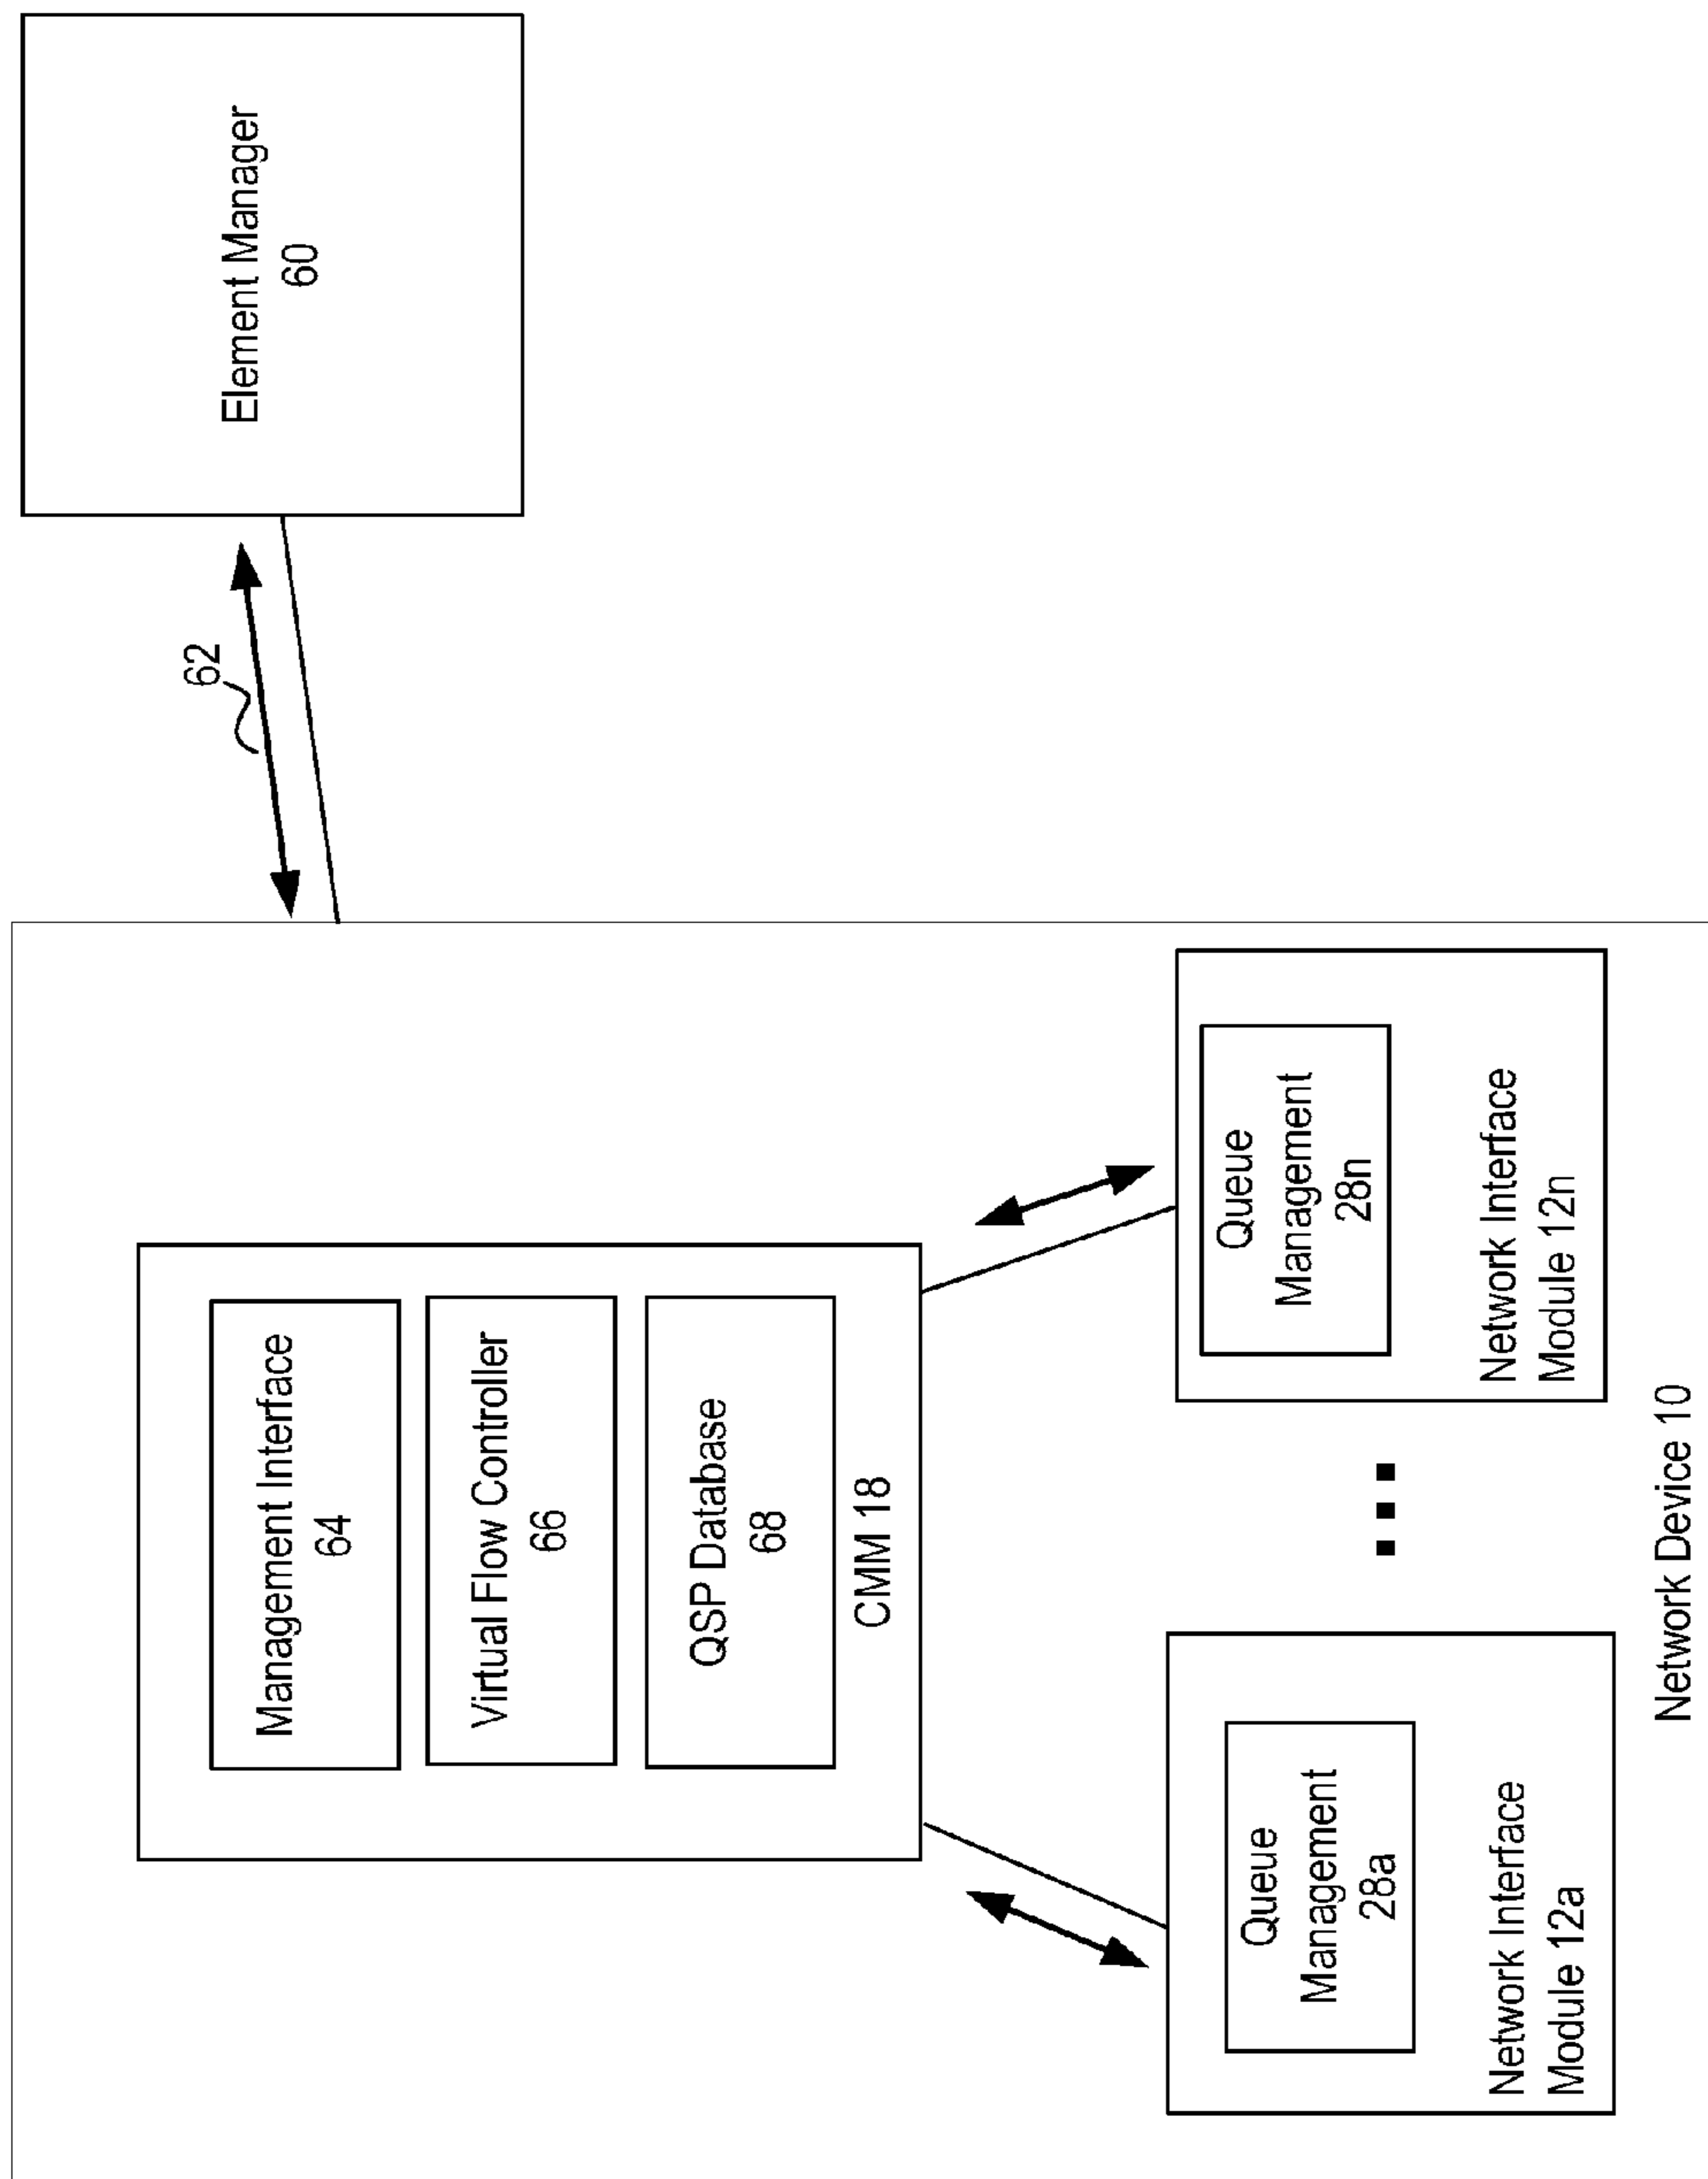 Element Manager
60
62
Management Interface
64
Virtual Flow Controller
66
QSP Database
68
CMM 18
Queue
Management
28a
Network Interface
Module 12a
Queue
Management
28n
Network Interface
Module 12n
Network Device 10